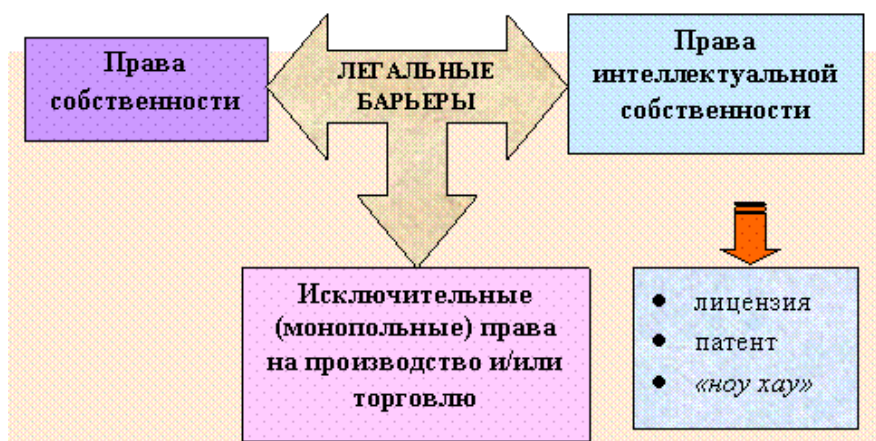 Права
собственности
ЛЕГАЛЬНЫЕ
БАРЬЕРЫ
Права
интеллектуальной
собственности
Исключительные
(монопольные) права
на производство и/или
торговлю
• лицензия
• патент
• «ноу хау»